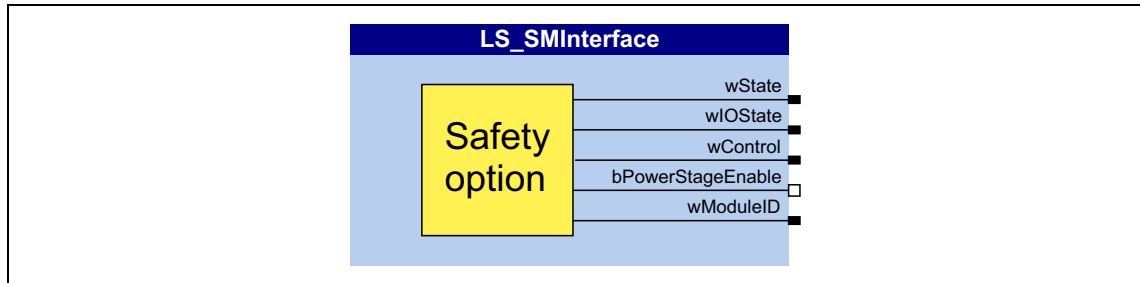 LS_SMInterface
Safety
option
wState
wIOState
wControl
bPowerStageEnable
wModuleID